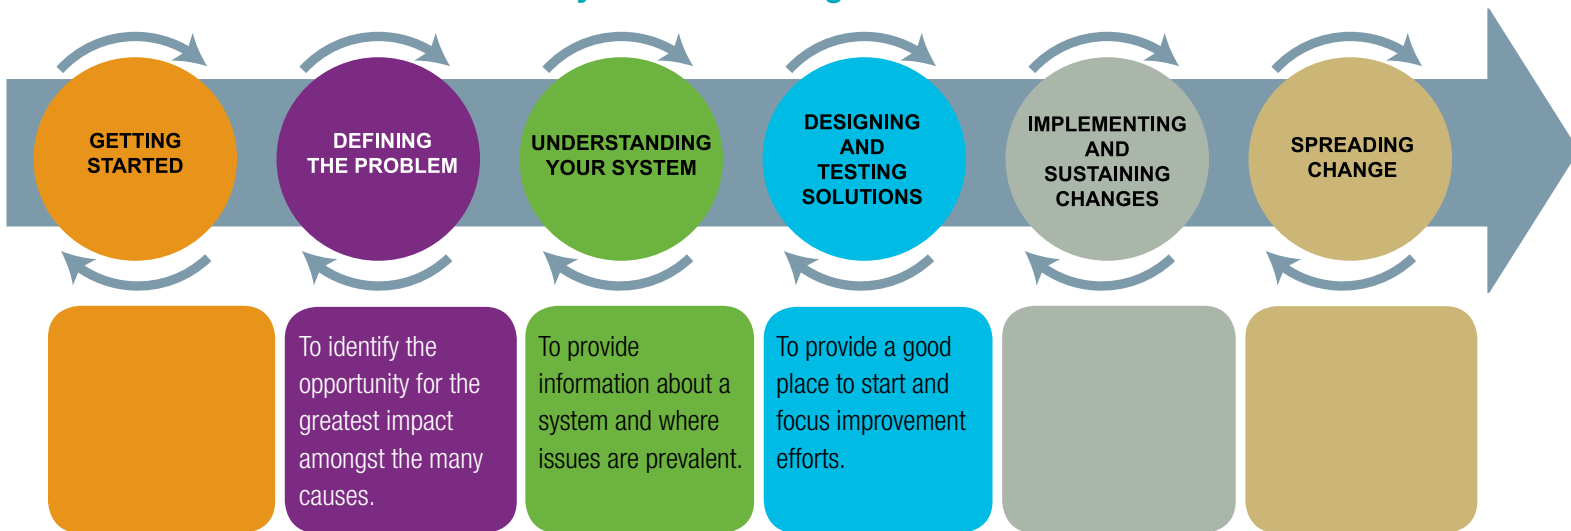 GETTING
STARTED
DEFINING
THE PROBLEM
UNDERSTANDING
YOUR SYSTEM
DESIGNING
AND
TESTING
SOLUTIONS
IMPLEMENTING
AND
SUSTAINING
CHANGES
SPREADING
CHANGE
To identify the
opportunity for the
greatest impact
amongst the many
causes.
To provide
information about a
system and where
issues are prevalent.
To provide a good
place to start and
focus improvement
efforts.